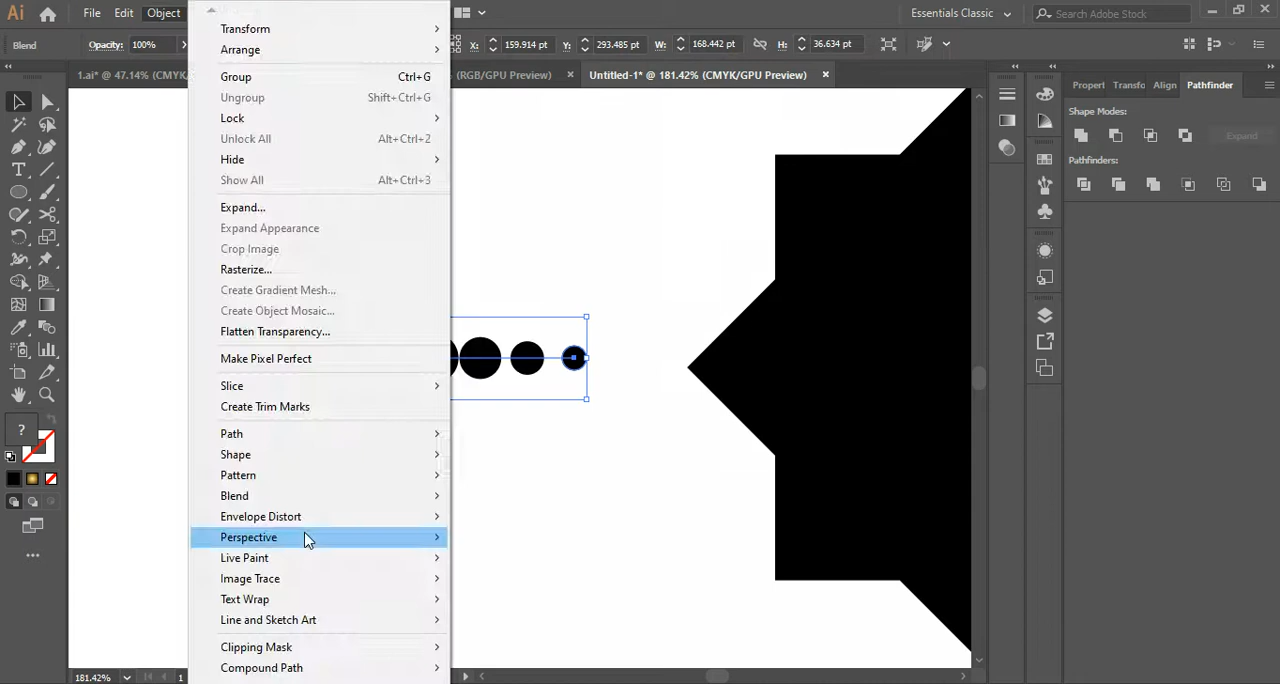 Ai File Edit Object Essentials Classic Search Adobe Stock
Blend Opacity: 100% X: 159.914 pt Y: 293.485 pt W: 168.442 pt H: 36.634 pt
1.ai* @ 47.14% (CMYK (RGB/GPU Preview) Untitled-1* @ 181.42% (CMYK/GPU Preview)
Transform
Arrange
Group Ctrl+G
Ungroup Shift+Ctrl+G
Lock
Unlock All Alt+Ctrl+2
Hide
Show All Alt+Ctrl+3
Expand...
Expand Appearance
Crop Image
Rasterize...
Create Gradient Mesh...
Create Object Mosaic...
Flatten Transparency...
Make Pixel Perfect
Slice
Create Trim Marks
Path
Shape
Pattern
Blend
Envelope Distort
Perspective
Live Paint
Image Trace
Text Wrap
Line and Sketch Art
Clipping Mask
Compound Path
Propert Transfo Align Pathfinder
Shape Modes:
Expand
Pathfinders:
?
181.42% 1